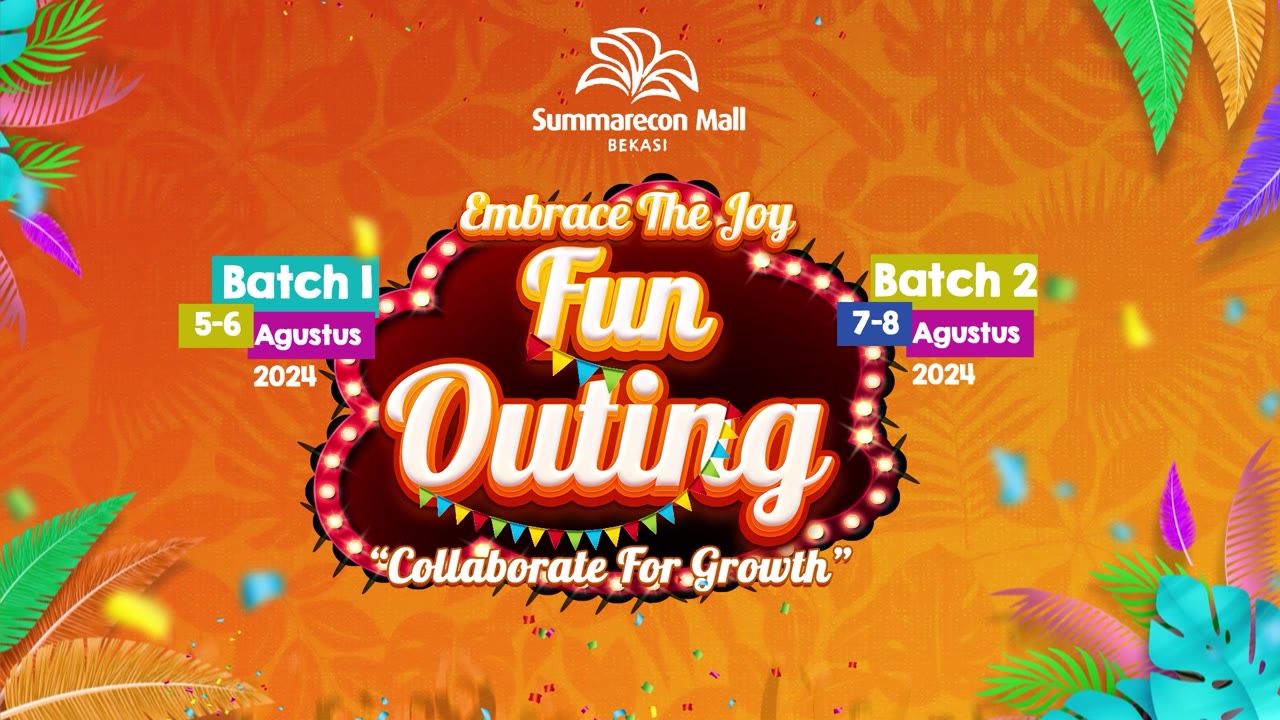 Summarecon Mall
BEKASI
Embrace The Joy
Fun
Outing
"Collaborate For Growth"
Batch 1
5-6 Agustus
2024
Batch 2
7-8 Agustus
2024